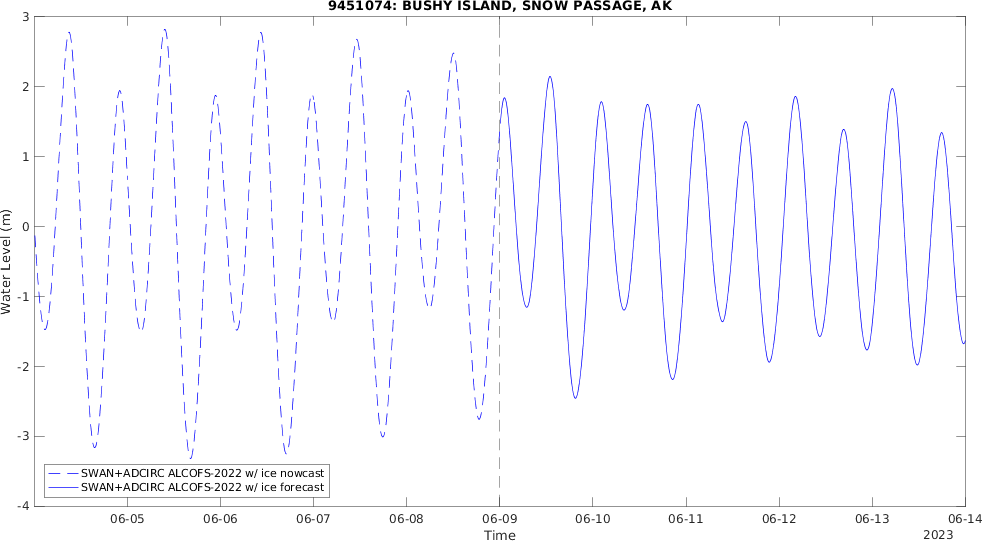 9451074: BUSHY ISLAND, SNOW PASSAGE, AK
Water Level (m)
3
2
1
0
-1
-2
-3
-4
SWAN+ADCIRC ALCOFS-2022 w/ ice nowcast
SWAN+ADCIRC ALCOFS-2022 w/ ice forecast
06-05 06-06 06-07 06-08 06-09 06-10 06-11 06-12 06-13 06-14
Time
2023